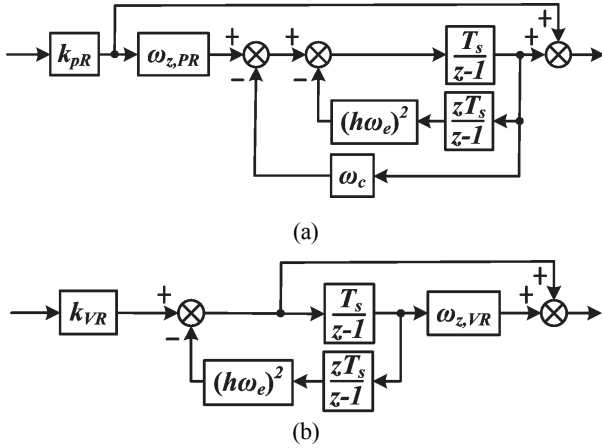 +
k_pR ω_z,PR + − + − T_s/z-1 +
(hω_e)^2 zT_s/z-1
ω_c
(a)
+
k_VR + − T_s/z-1 ω_z,VR +
(hω_e)^2 zT_s/z-1
(b)